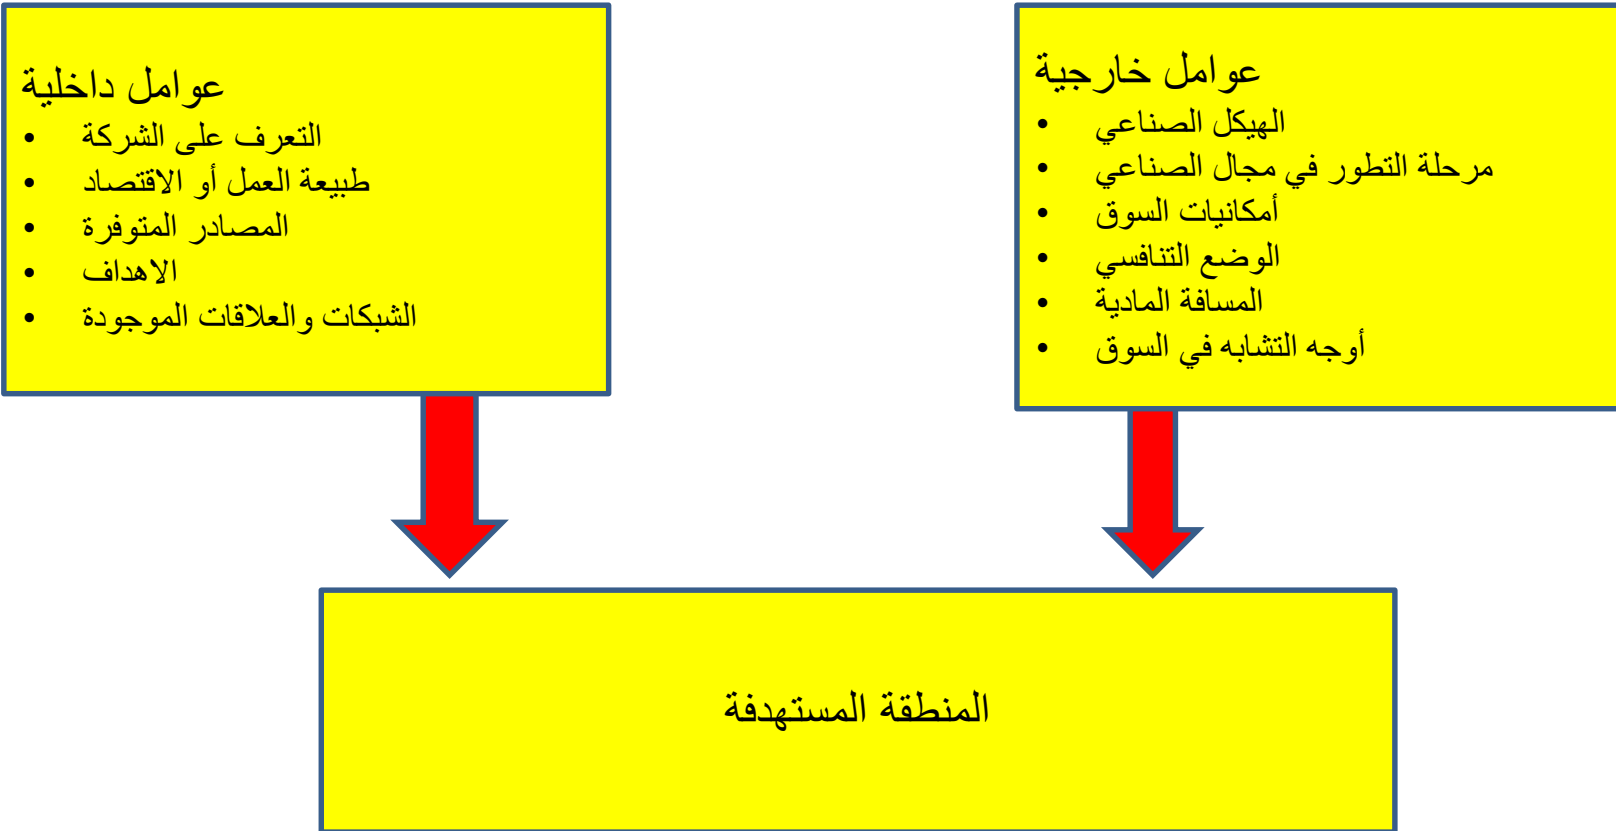 عوامل خارجية
• الهيكل الصناعي
• مرحلة التطور في مجال الصناعي
• أمكانيات السوق
• الوضع التنافسي
• المسافة المادية
• أوجه التشابه في السوق
عوامل داخلية
• التعرف على الشركة
• طبيعة العمل أو الاقتصاد
• المصادر المتوفرة
• الاهداف
• الشبكات والعلاقات الموجودة
المنطقة المستهدفة